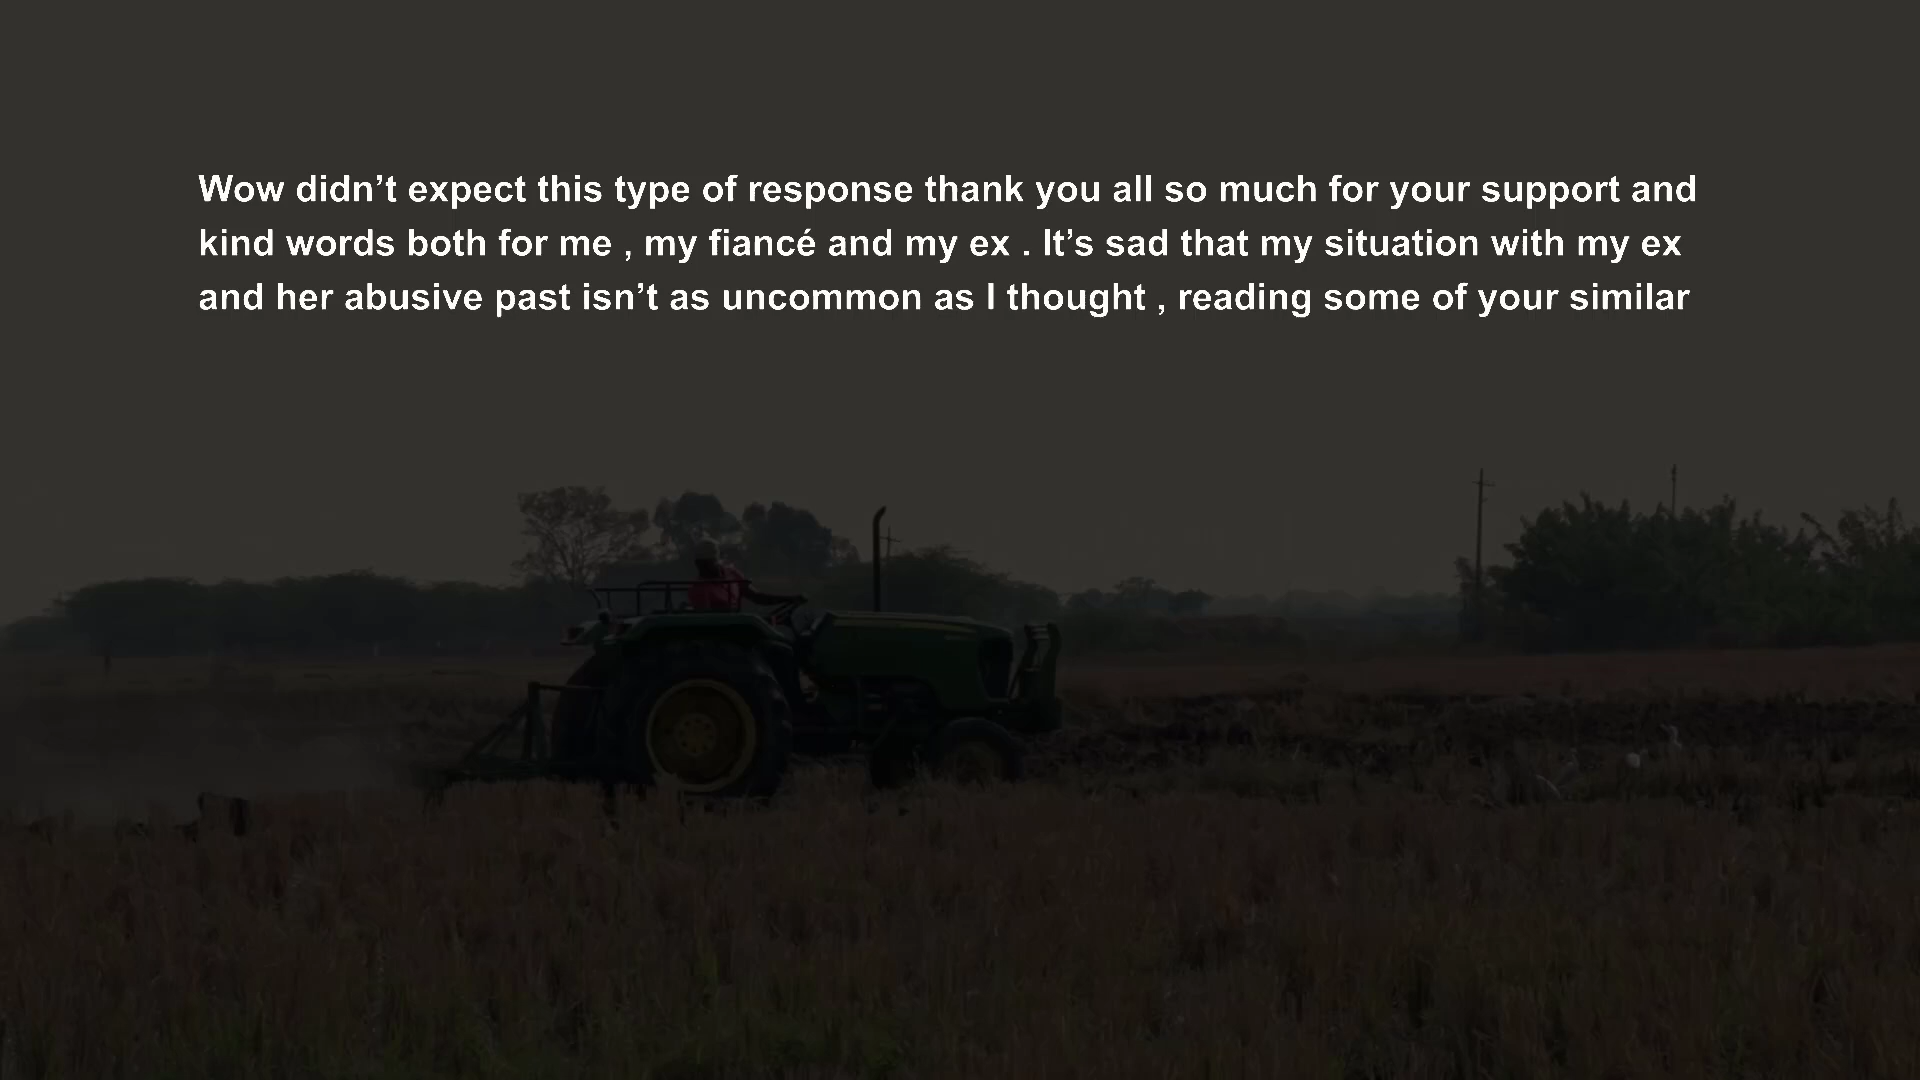 Wow didn’t expect this type of response thank you all so much for your support and
kind words both for me , my fiancé and my ex . It’s sad that my situation with my ex
and her abusive past isn’t as uncommon as I thought , reading some of your similar